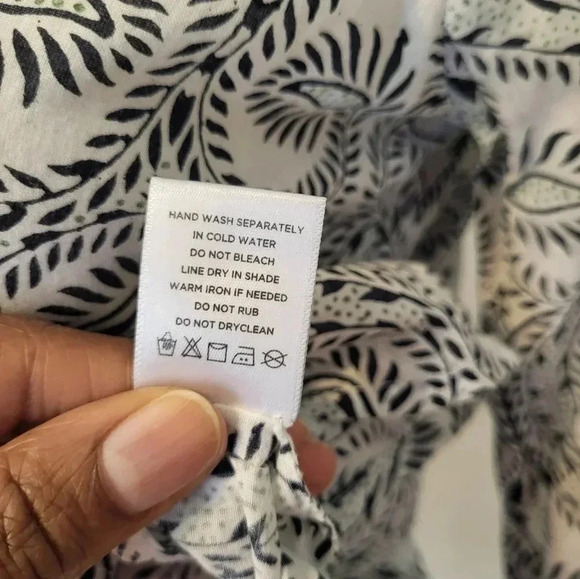 HAND WASH SEPARATELY
IN COLD WATER
DO NOT BLEACH
LINE DRY IN SHADE
WARM IRON IF NEEDED
DO NOT RUB
DO NOT DRYCLEAN